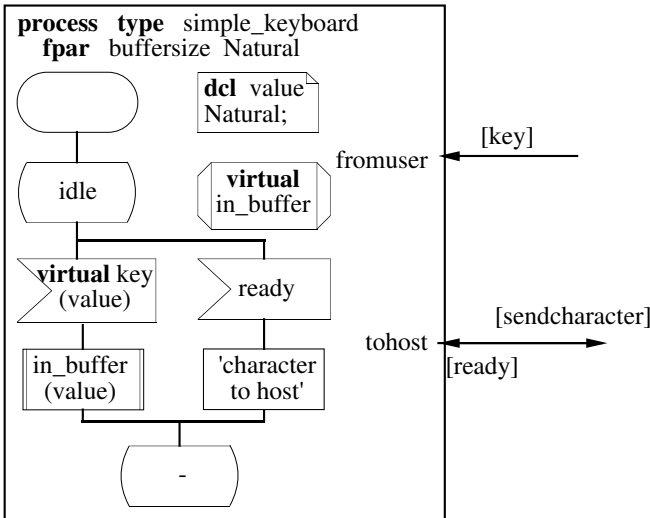 process type simple_keyboard
fpar buffersize Natural
dcl value
Natural;
fromuser
[key]
idle
virtual
in_buffer
virtual key
(value)
ready
[sendcharacter]
tohost
[ready]
in_buffer
(value)
'character
to host'
-